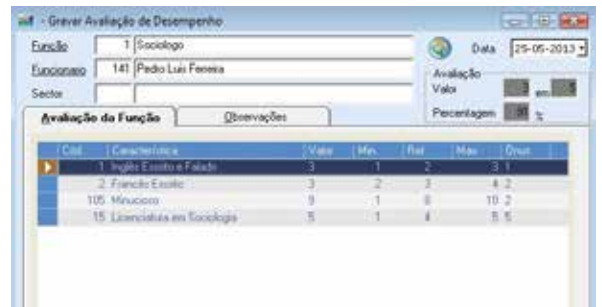 - Gravar Avaliação de Desempenho
Função 1 Sociologo
Funcionario 141 Pedro Luis Ferreira
Sector
Data 25-05-2013
Avaliação
Valor 3 em 5
Percentagem %
Avaliação da Função Observações
Cód. Característica Valor Min. Ref. Max
1 Inglês Escrito e Falado 3 1 2 3 1
2 Francês Escrito 3 2 3 4 2
105 Minucioso 9 1 8 10 2
15 Licenciatura em Sociologia 5 1 4 5 5